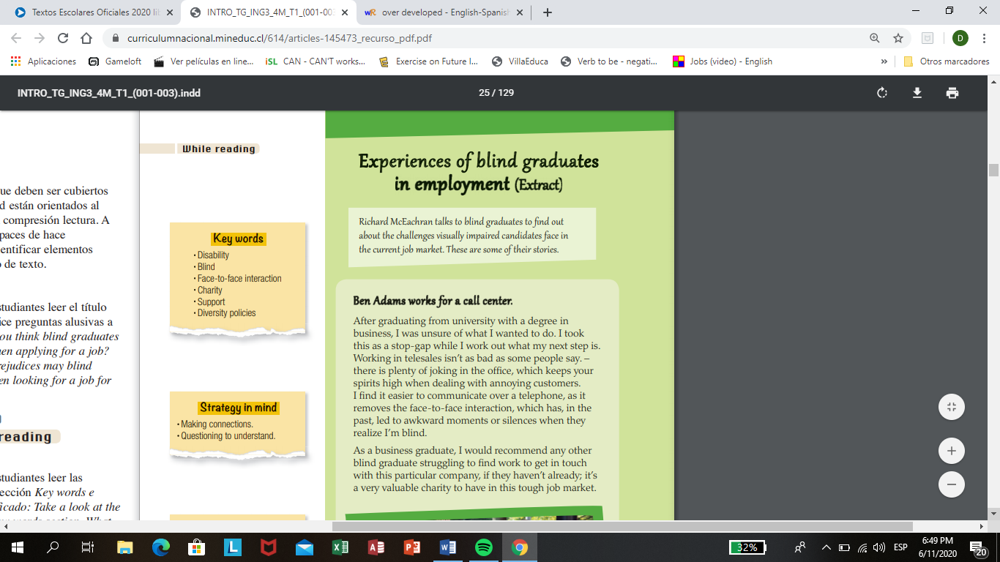 Textos Escolares Oficiales 2020 lib
INTRO_TG_ING3_4M_T1_(001-003
over developed - English-Spanish
curriculumnacional.mineduc.cl/614/articles-145473_recurso_pdf.pdf
D
Aplicaciones
Gameloft
Ver películas en line...
iSL
CAN - CAN'T works...
Exercise on Future I...
VillaEduca
Verb to be - negati...
Jobs (video) - English
»
Otros marcadores
INTRO_TG_ING3_4M_T1_(001-003).indd
25 / 129
ue deben ser cubiertos
d están orientados al
compresión lectura. A
paces de hace
entificar elementos
o de texto.
studiantes leer el título
ice preguntas alusivas a
ou think blind graduates
hen applying for a job?
rejudices may blind
en looking for a job for
reading
studiantes leer las
ección Key words e
ficado: Take a look at the
While reading
Key words
• Disability
• Blind
• Face-to-face interaction
• Charity
• Support
• Diversity policies
Strategy in mind
• Making connections.
• Questioning to understand.
Experiences of blind graduates
in employment (Extract)
Richard McEachran talks to blind graduates to find out
about the challenges visually impaired candidates face in
the current job market. These are some of their stories.
Ben Adams works for a call center.
After graduating from university with a degree in
business, I was unsure of what I wanted to do. I took
this as a stop-gap while I work out what my next step is.
Working in telesales isn't as bad as some people say. –
there is plenty of joking in the office, which keeps your
spirits high when dealing with annoying customers.
I find it easier to communicate over a telephone, as it
removes the face-to-face interaction, which has, in the
past, led to awkward moments or silences when they
realize I'm blind.
As a business graduate, I would recommend any other
blind graduate struggling to find work to get in touch
with this particular company, if they haven't already; it's
a very valuable charity to have in this tough job market.
32%
ESP
6:49 PM
6/11/2020
20